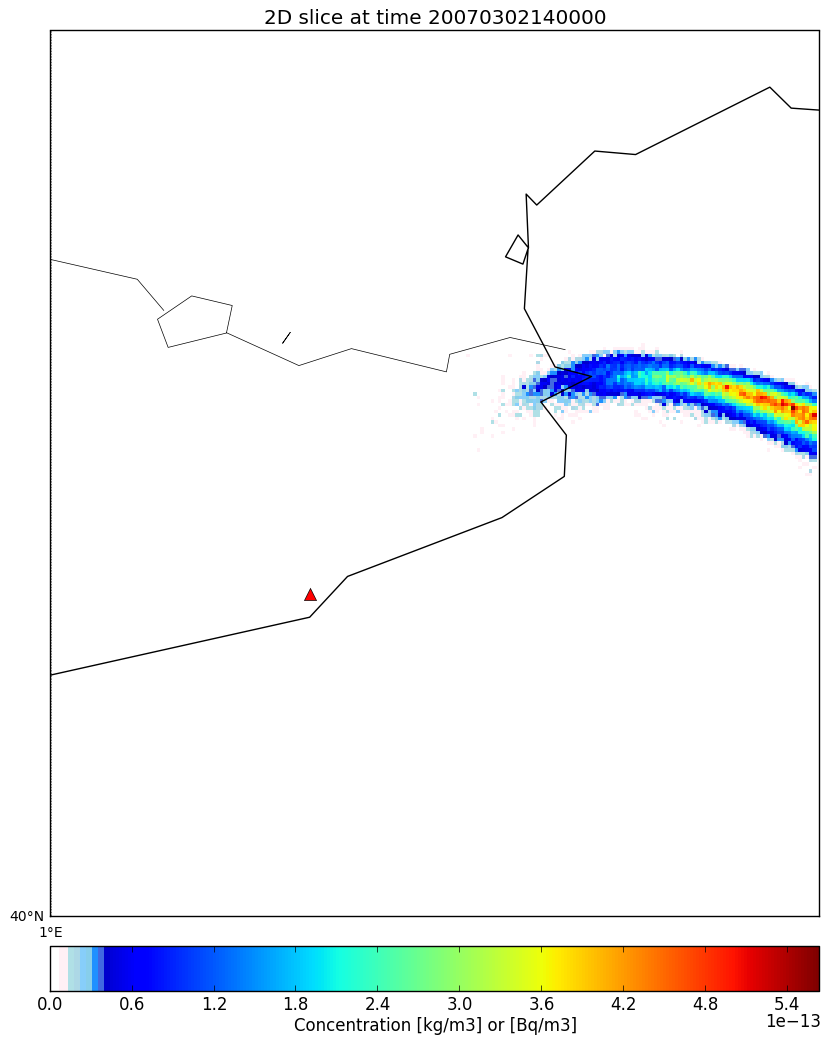 2D slice at time 20070302140000
40°N
1°E
0.0 0.6 1.2 1.8 2.4 3.0 3.6 4.2 4.8 5.4
1e−13
Concentration [kg/m3] or [Bq/m3]